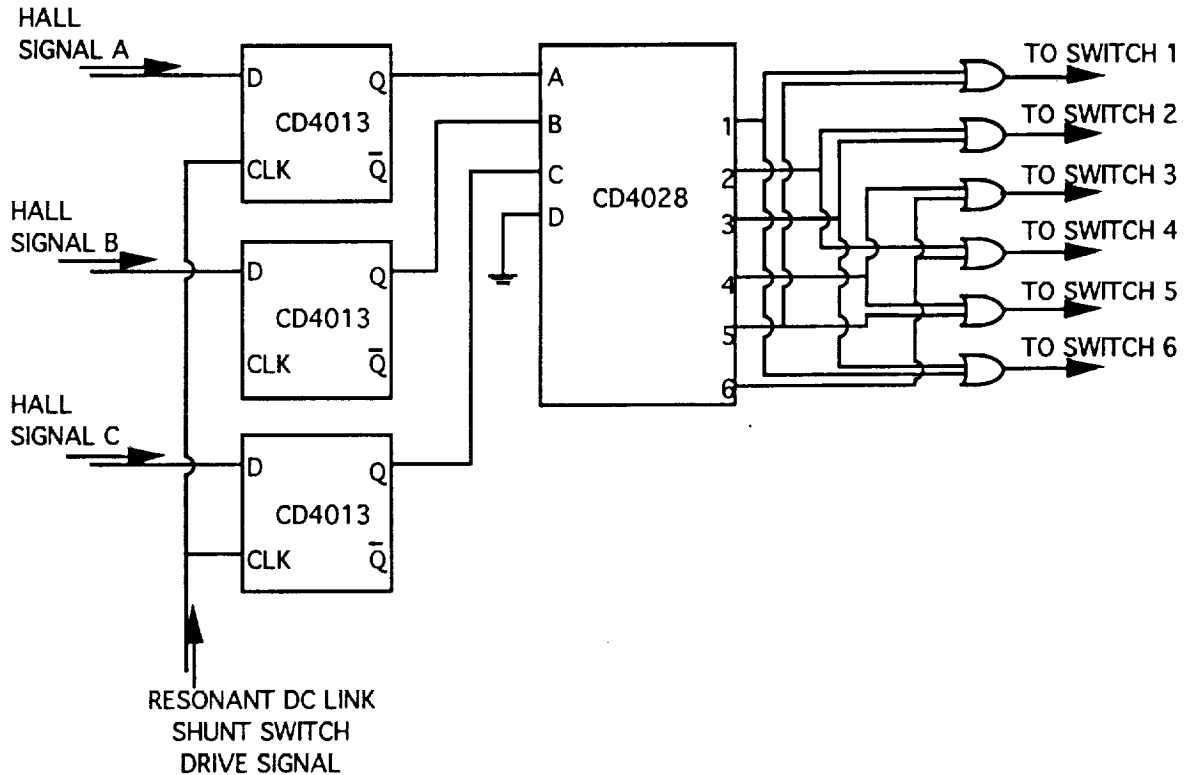 HALL
SIGNAL A
D
Q
CD4013
CLK
Q̅
HALL
SIGNAL B
D
Q
CD4013
CLK
Q̅
HALL
SIGNAL C
D
Q
CD4013
CLK
Q̅
RESONANT DC LINK
SHUNT SWITCH
DRIVE SIGNAL
A
B
C
D
CD4028
1
2
3
4
5
6
TO SWITCH 1
TO SWITCH 2
TO SWITCH 3
TO SWITCH 4
TO SWITCH 5
TO SWITCH 6